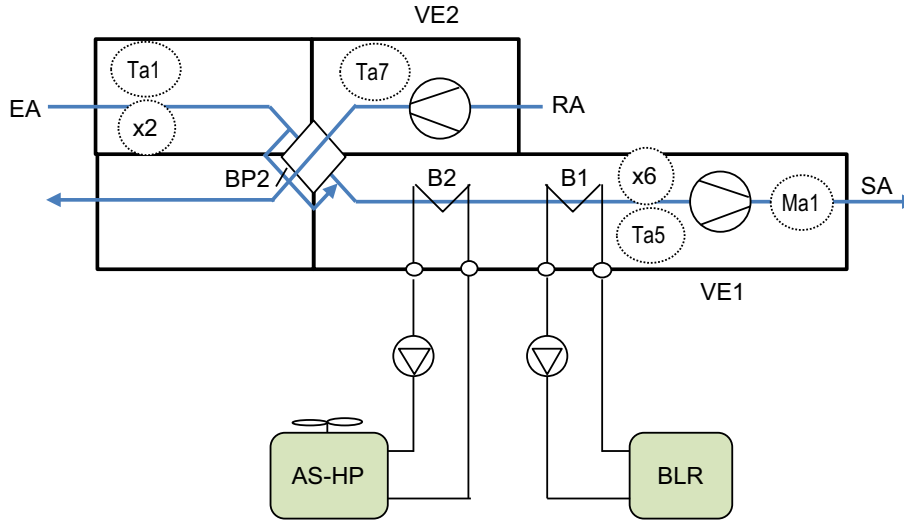 VE2
Ta1
Ta7
EA
RA
x2
BP2
B2
B1
x6
SA
Ma1
Ta5
VE1
AS-HP
BLR